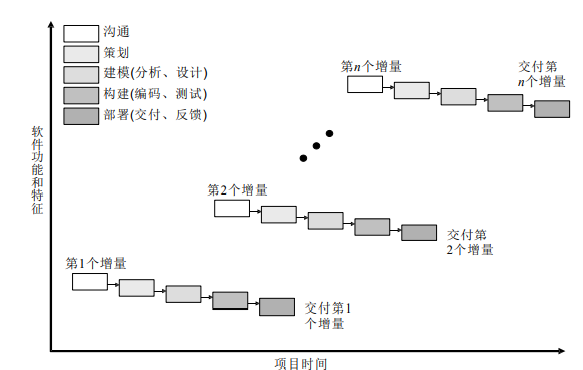 沟通
策划
建模(分析、设计)
构建(编码、测试)
部署(交付、反馈)
软件功能和特征
第n个增量
交付第
n个增量
第2个增量
交付第
2个增量
第1个增量
交付第1
个增量
项目时间